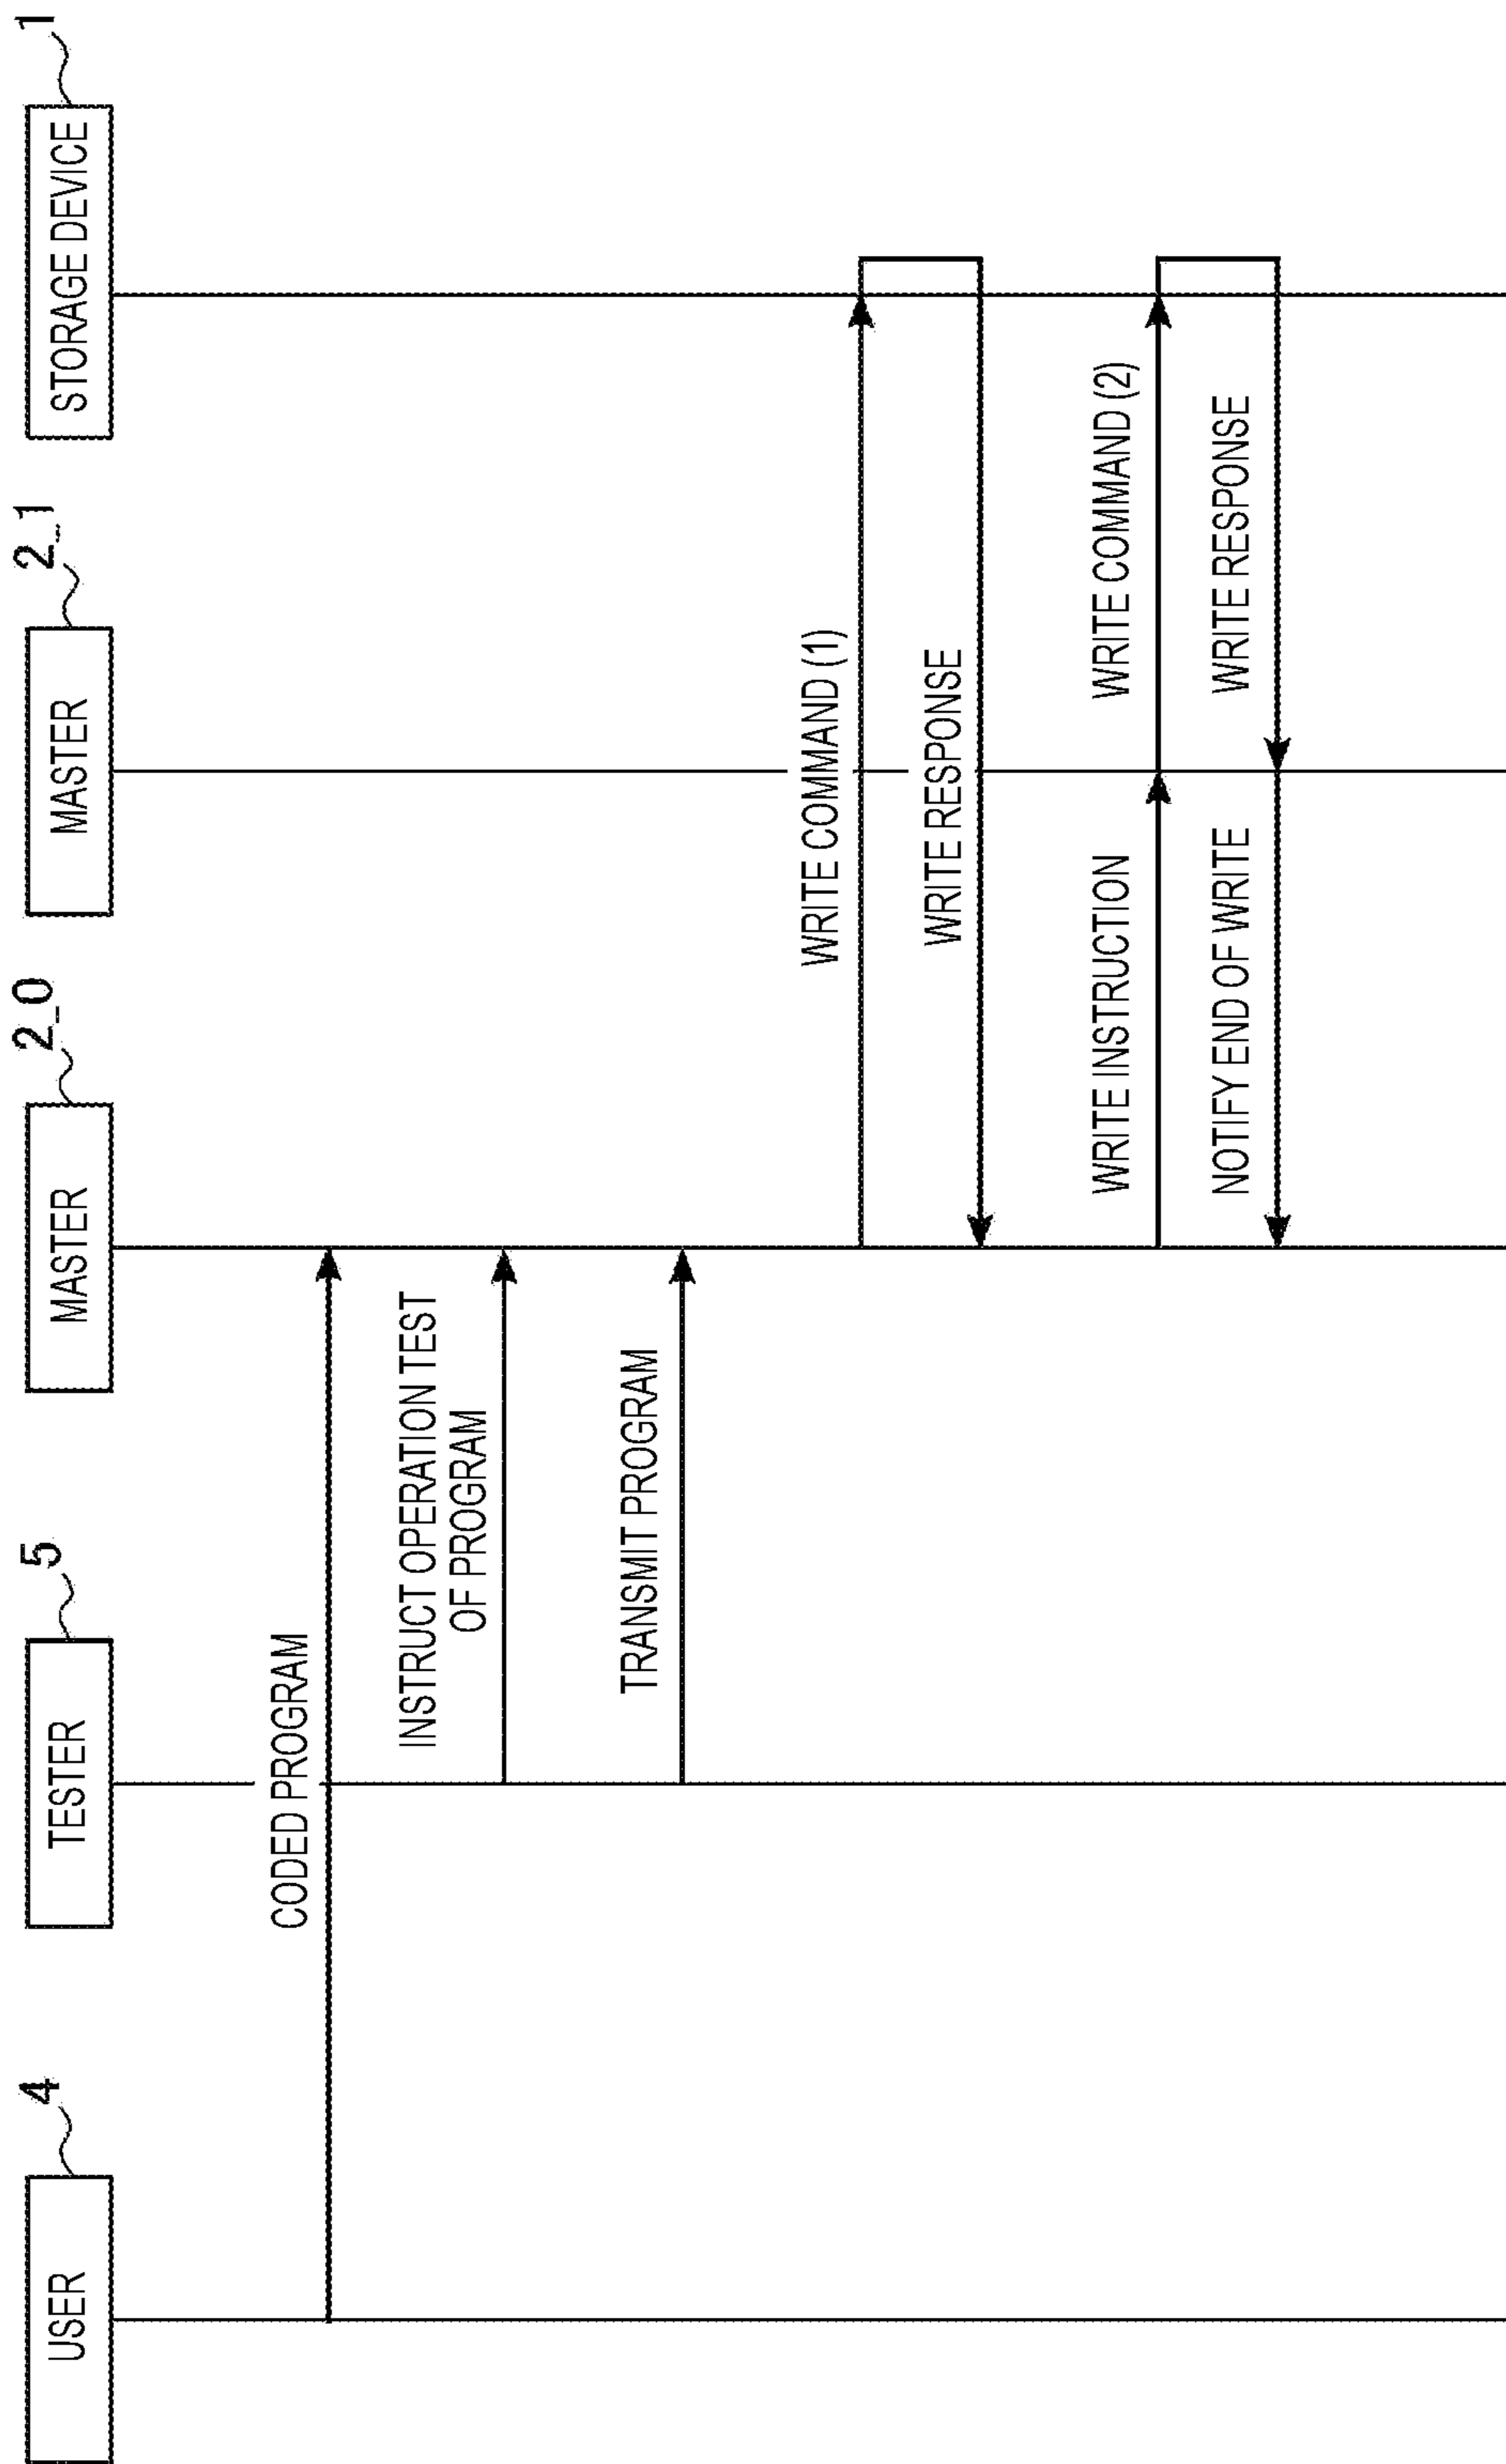 4
USER
5
TESTER
2_0
MASTER
2_1
MASTER
1
STORAGE DEVICE
CODED PROGRAM
INSTRUCT OPERATION TEST
OF PROGRAM
TRANSMIT PROGRAM
WRITE COMMAND (1)
WRITE RESPONSE
WRITE INSTRUCTION
WRITE COMMAND (2)
NOTIFY END OF WRITE
WRITE RESPONSE